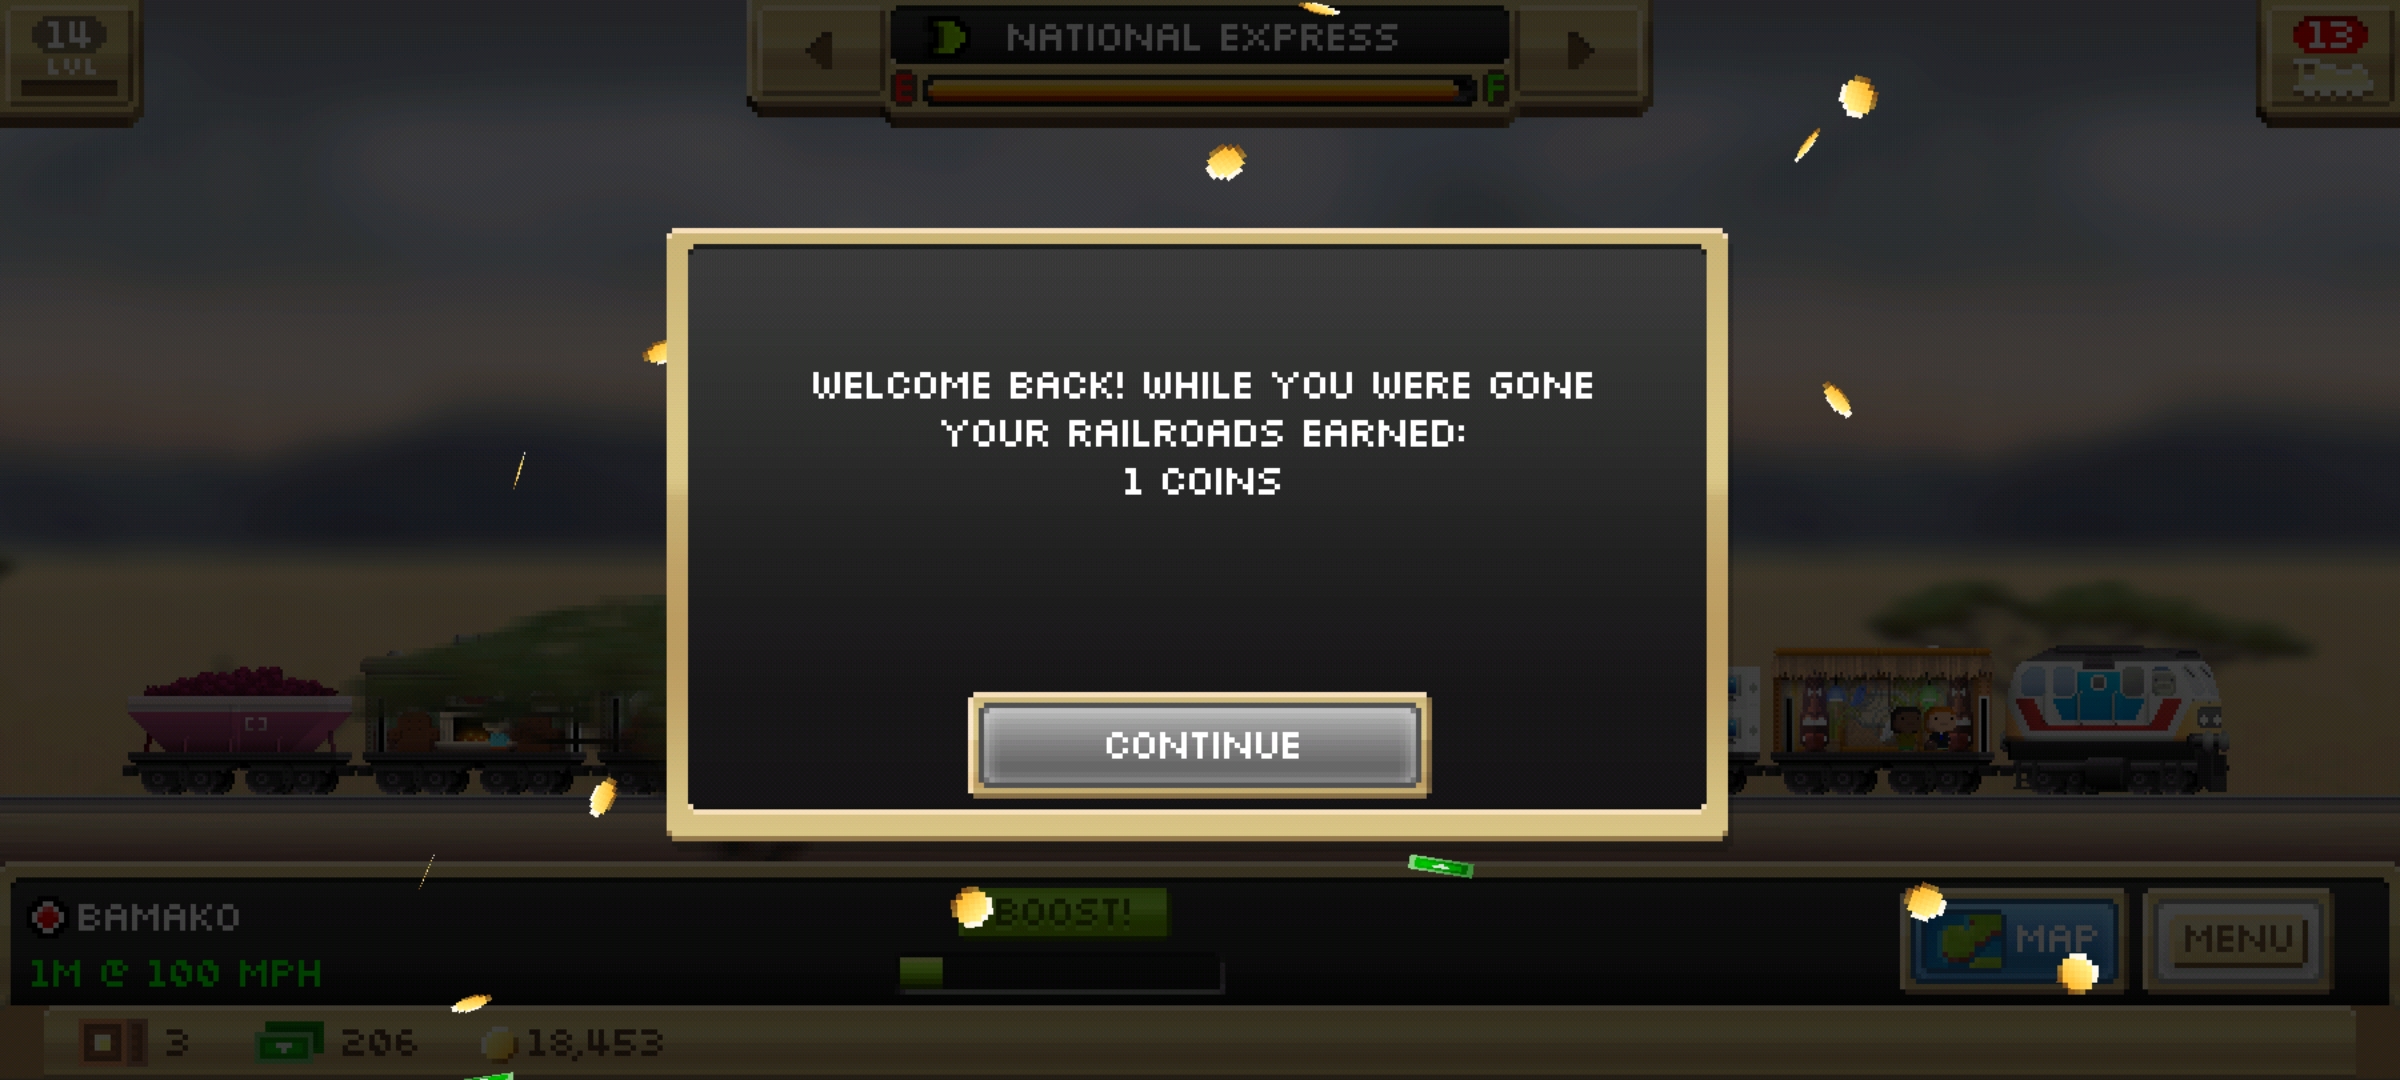 14
LVL
NATIONAL EXPRESS
E
F
13
WELCOME BACK! WHILE YOU WERE GONE
YOUR RAILROADS EARNED:
1 COINS
CONTINUE
BAMAKO
1M @ 100 MPH
BOOST!
MAP
MENU
3
206
18,453